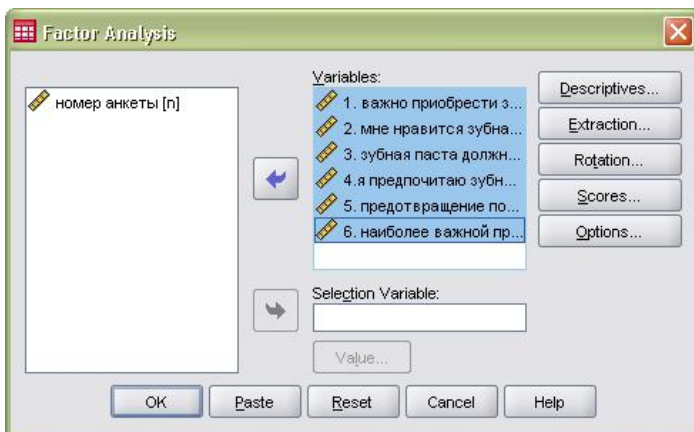 Factor Analysis
номер анкеты [n]
Variables:
1. важно приобрести з...
2. мне нравится зубна...
3. зубная паста должн...
4.я предпочитаю зубн...
5. предотвращение по...
6. наиболее важной пр...
Selection Variable:
Value...
Descriptives...
Extraction...
Rotation...
Scores...
Options...
OK
Paste
Reset
Cancel
Help